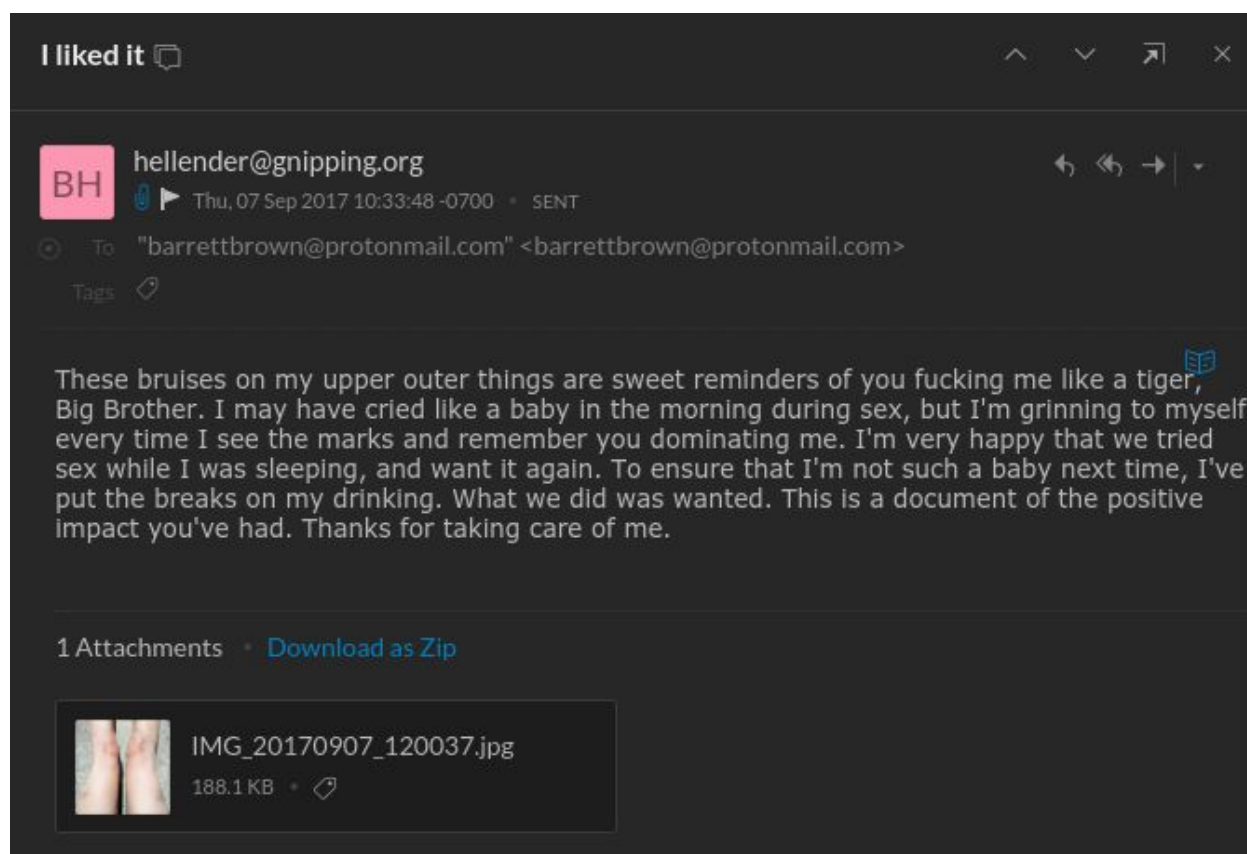 I liked it
BH
hellender@gnipping.org
Thu, 07 Sep 2017 10:33:48 -0700 • SENT
To "barrettbrown@protonmail.com" <barrettbrown@protonmail.com>
Tags
These bruises on my upper outer things are sweet reminders of you fucking me like a tiger,
Big Brother. I may have cried like a baby in the morning during sex, but I'm grinning to myself
every time I see the marks and remember you dominating me. I'm very happy that we tried
sex while I was sleeping, and want it again. To ensure that I'm not such a baby next time, I've
put the breaks on my drinking. What we did was wanted. This is a document of the positive
impact you've had. Thanks for taking care of me.
1 Attachments • Download as Zip
IMG_20170907_120037.jpg
188.1 KB •